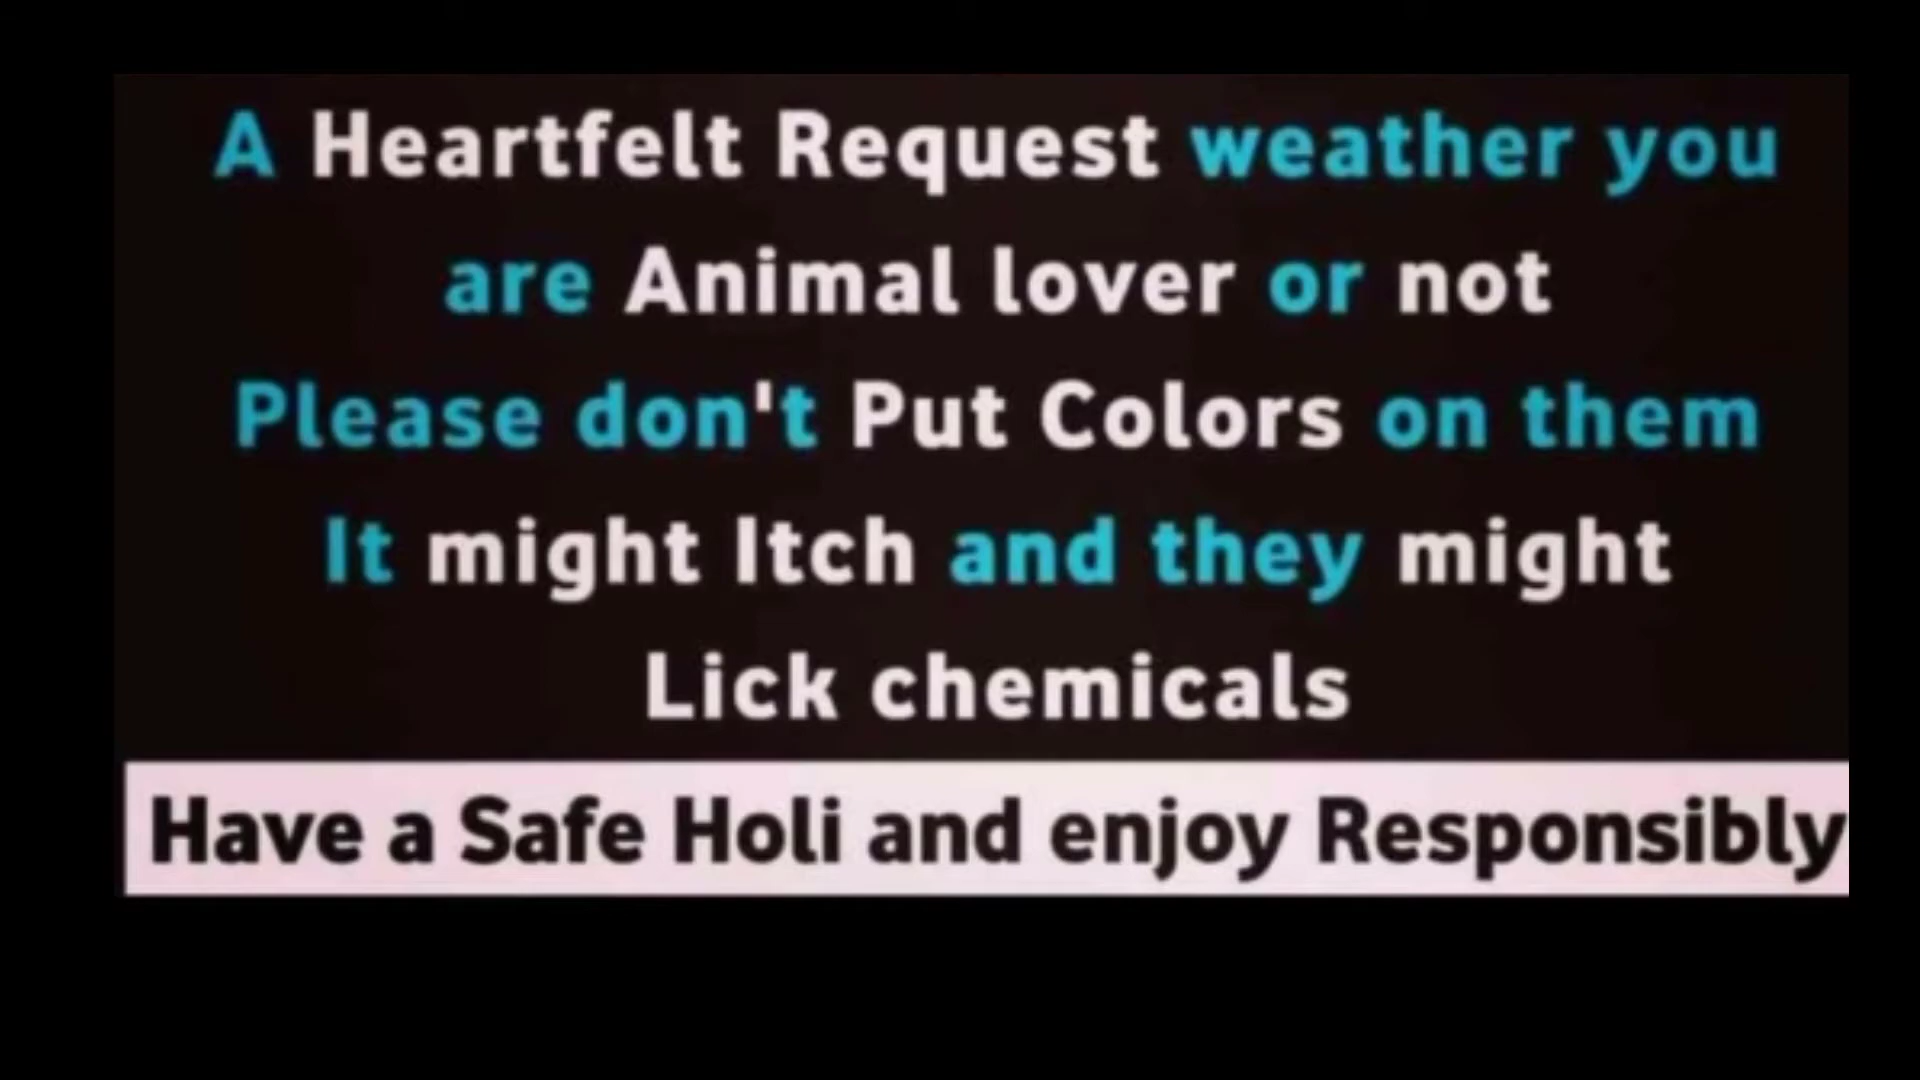 A Heartfelt Request weather you
are Animal lover or not
Please don't Put Colors on them
It might Itch and they might
Lick chemicals
Have a Safe Holi and enjoy Responsibly